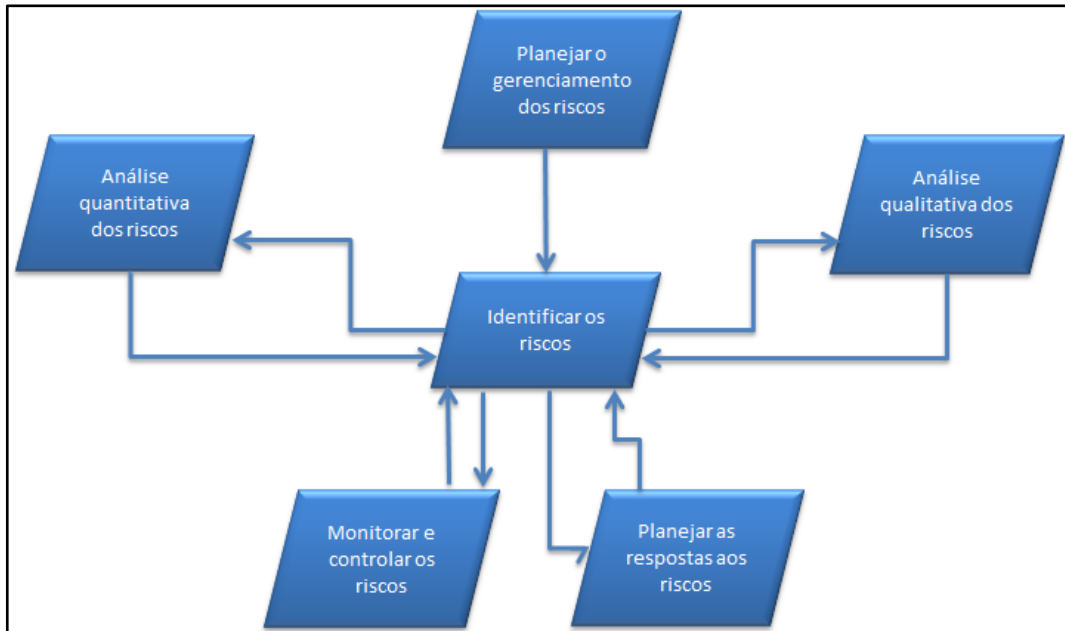 Planejar o
gerenciamento
dos riscos
Análise
quantitativa
dos riscos
Análise
qualitativa dos
riscos
Identificar os
riscos
Monitorar e
controlar os
riscos
Planejar as
respostas aos
riscos